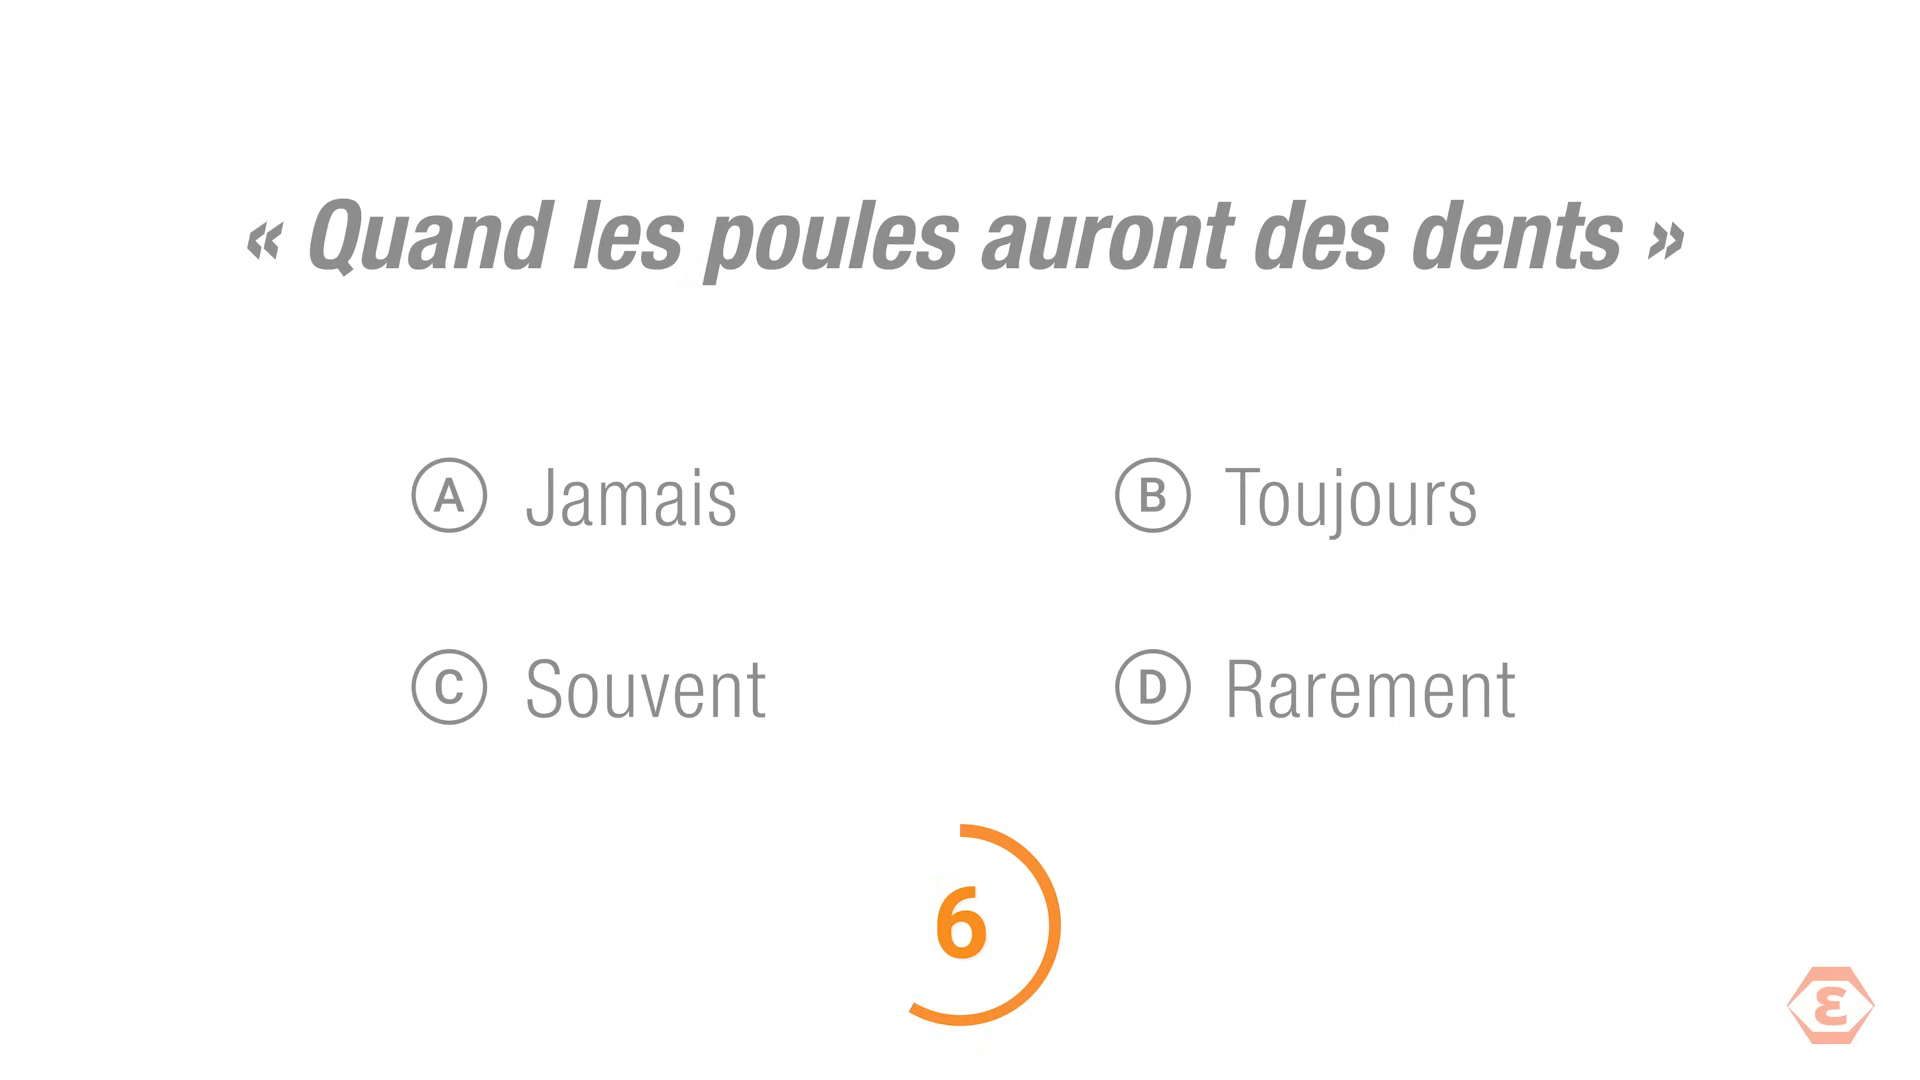 « Quand les poules auront des dents »
A Jamais
B Toujours
C Souvent
D Rarement
6